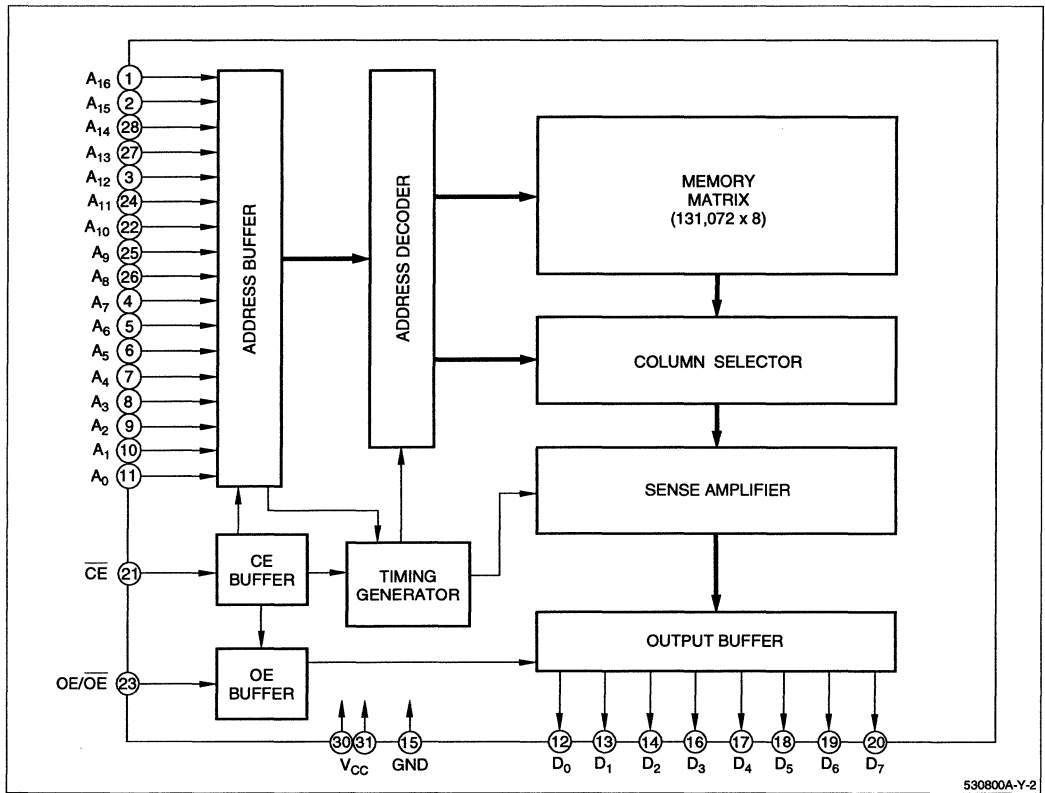 A16 1
A15 2
A14 28
A13 27
A12 3
A11 24
A10 22
A9 25
A8 26
A7 4
A6 5
A5 6
A4 7
A3 8
A2 9
A1 10
A0 11
ADDRESS BUFFER
ADDRESS DECODER
MEMORY
MATRIX
(131,072 x 8)
COLUMN SELECTOR
SENSE AMPLIFIER
C̅E̅ 21
CE
BUFFER
TIMING
GENERATOR
OUTPUT BUFFER
OE/O̅E̅ 23
OE
BUFFER
30 31 15 12 13 14 16 17 18 19 20
VCC GND D0 D1 D2 D3 D4 D5 D6 D7
530800A-Y-2